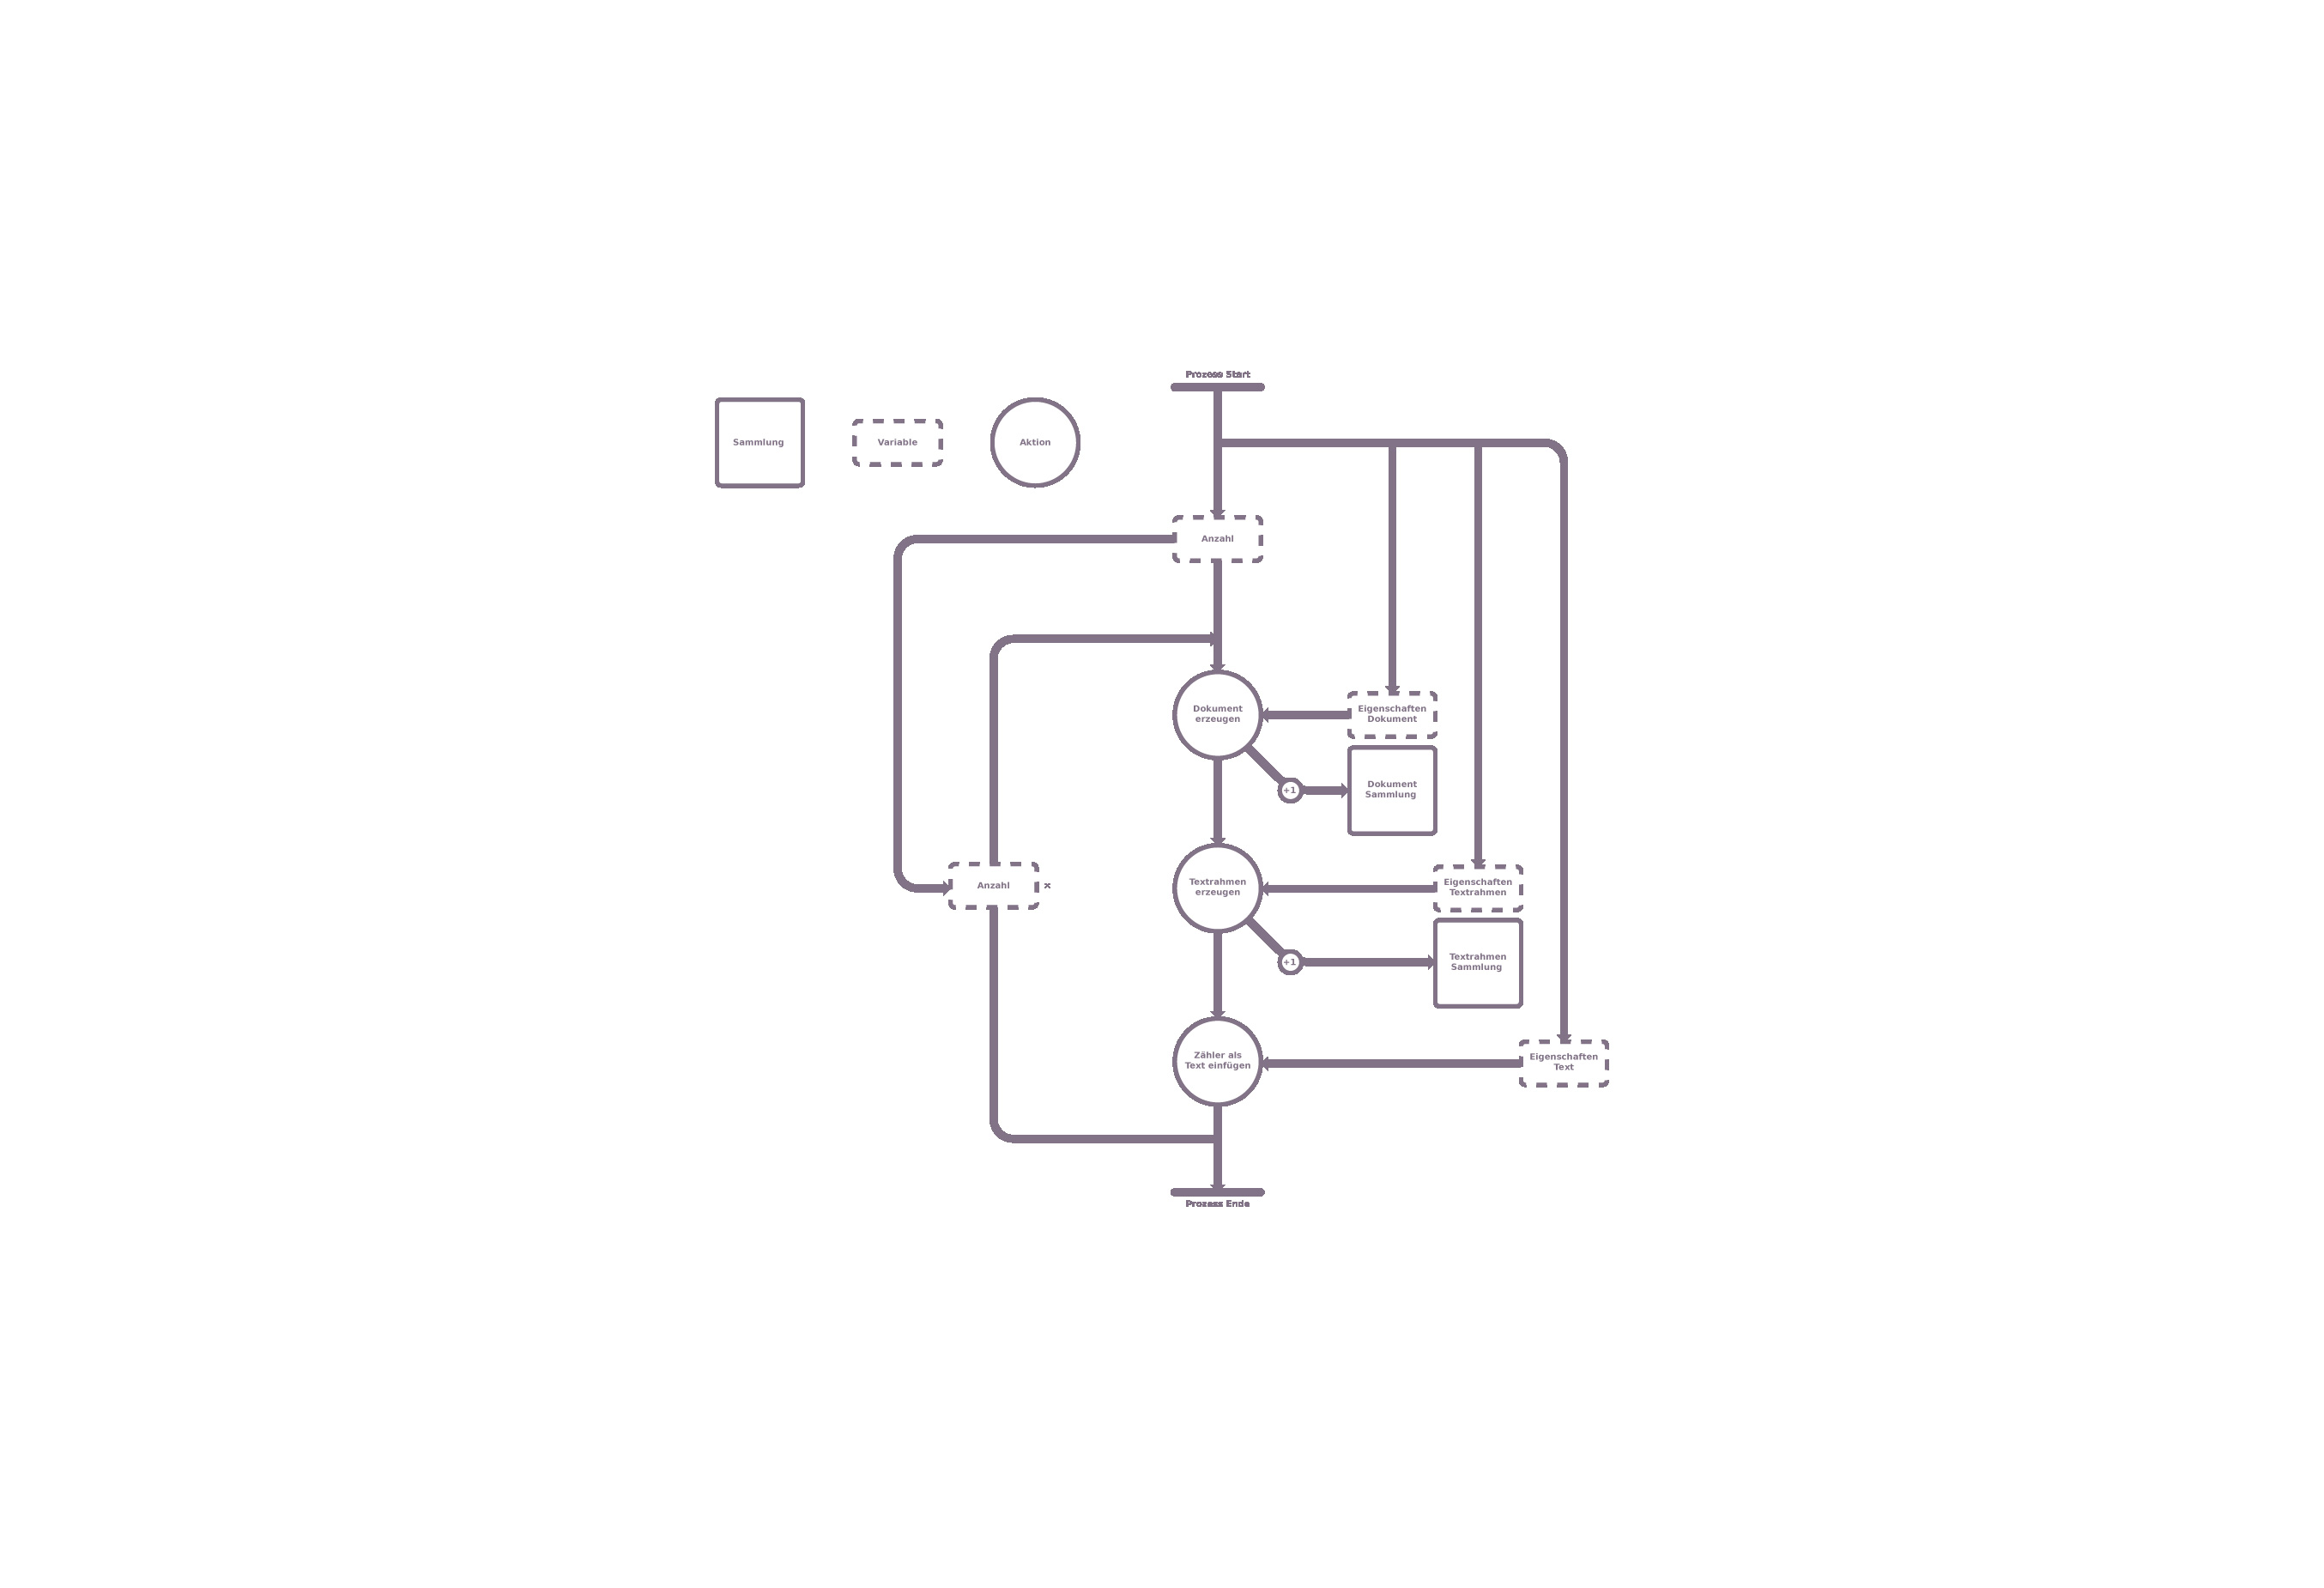 Prozess Start
Sammlung
Variable
Aktion
Anzahl
Dokument
erzeugen
Eigenschaften
Dokument
+1
Dokument
Sammlung
Anzahl
x
Textrahmen
erzeugen
Eigenschaften
Textrahmen
+1
Textrahmen
Sammlung
Zähler als
Text einfügen
Eigenschaften
Text
Prozess Ende